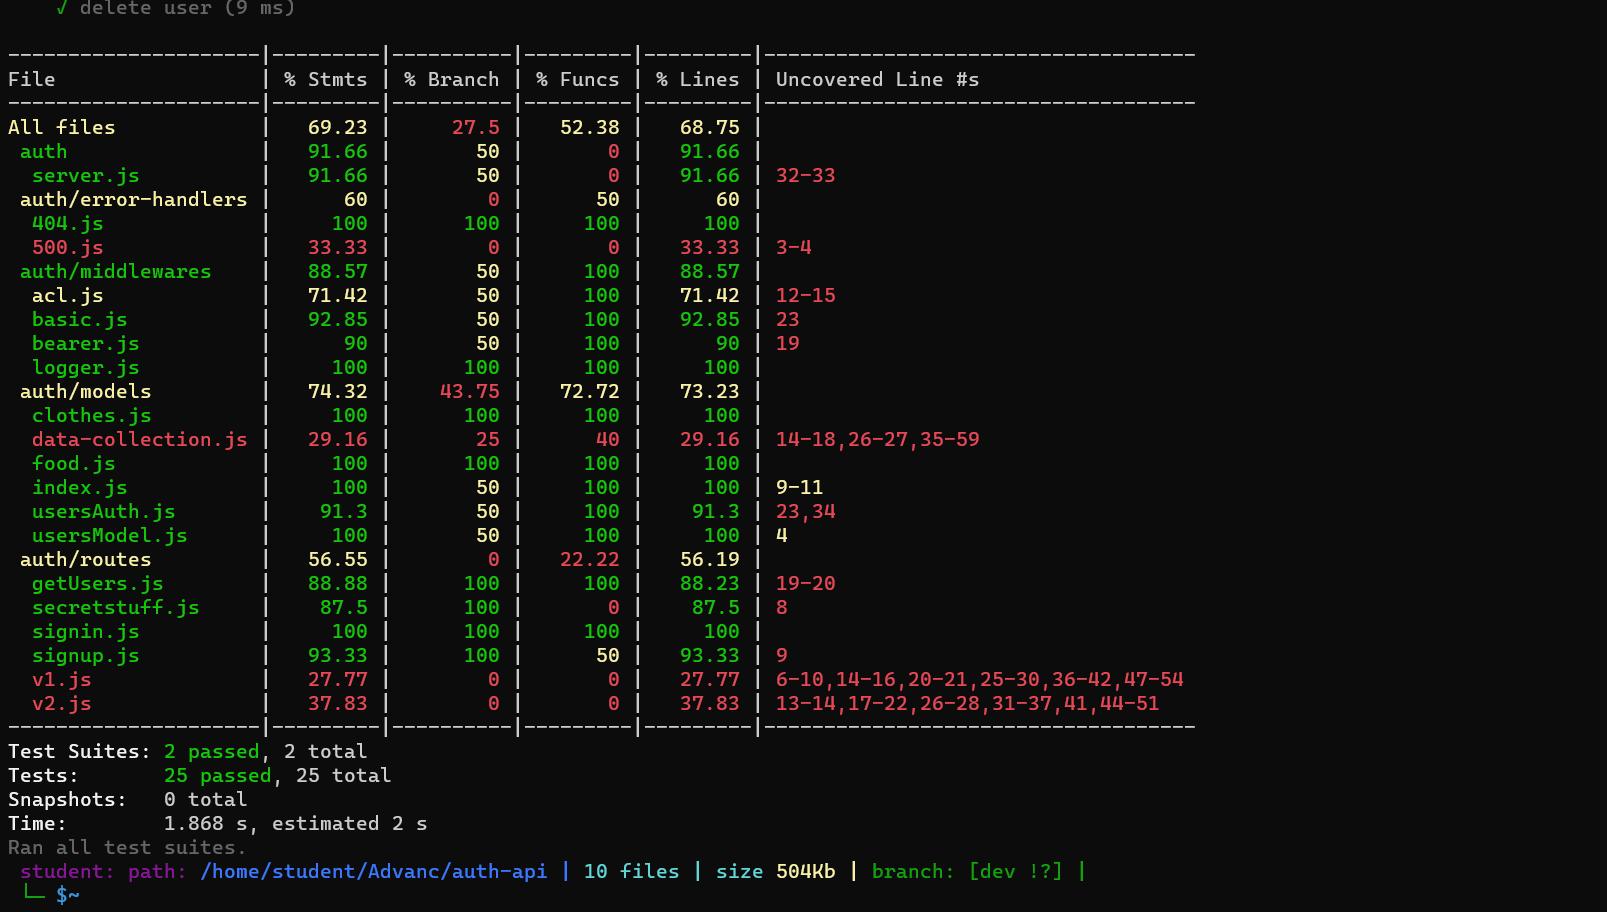 √ delete user (9 ms)
---------------------|---------|----------|---------|---------|------------------------------------
File                 | % Stmts | % Branch | % Funcs | % Lines | Uncovered Line #s
---------------------|---------|----------|---------|---------|------------------------------------
All files            |   69.23 |     27.5 |   52.38 |   68.75 |
 auth                |   91.66 |       50 |       0 |   91.66 |
  server.js          |   91.66 |       50 |       0 |   91.66 | 32-33
 auth/error-handlers |      60 |        0 |      50 |      60 |
  404.js             |     100 |      100 |     100 |     100 |
  500.js             |   33.33 |        0 |       0 |   33.33 | 3-4
 auth/middlewares    |   88.57 |       50 |     100 |   88.57 |
  acl.js             |   71.42 |       50 |     100 |   71.42 | 12-15
  basic.js           |   92.85 |       50 |     100 |   92.85 | 23
  bearer.js          |      90 |       50 |     100 |      90 | 19
  logger.js          |     100 |      100 |     100 |     100 |
 auth/models         |   74.32 |    43.75 |   72.72 |   73.23 |
  clothes.js         |     100 |      100 |     100 |     100 |
  data-collection.js |   29.16 |       25 |      40 |   29.16 | 14-18,26-27,35-59
  food.js            |     100 |      100 |     100 |     100 |
  index.js           |     100 |       50 |     100 |     100 | 9-11
  usersAuth.js       |    91.3 |       50 |     100 |    91.3 | 23,34
  usersModel.js      |     100 |       50 |     100 |     100 | 4
 auth/routes         |   56.55 |        0 |   22.22 |   56.19 |
  getUsers.js        |   88.88 |      100 |     100 |   88.23 | 19-20
  secretstuff.js     |    87.5 |      100 |       0 |    87.5 | 8
  signin.js          |     100 |      100 |     100 |     100 |
  signup.js          |   93.33 |      100 |      50 |   93.33 | 9
  v1.js              |   27.77 |        0 |       0 |   27.77 | 6-10,14-16,20-21,25-30,36-42,47-54
  v2.js              |   37.83 |        0 |       0 |   37.83 | 13-14,17-22,26-28,31-37,41,44-51
---------------------|---------|----------|---------|---------|------------------------------------
Test Suites: 2 passed, 2 total
Tests:       25 passed, 25 total
Snapshots:   0 total
Time:        1.868 s, estimated 2 s
Ran all test suites.
student: path: /home/student/Advanc/auth-api | 10 files | size 504Kb | branch: [dev !?] |
└─ $~